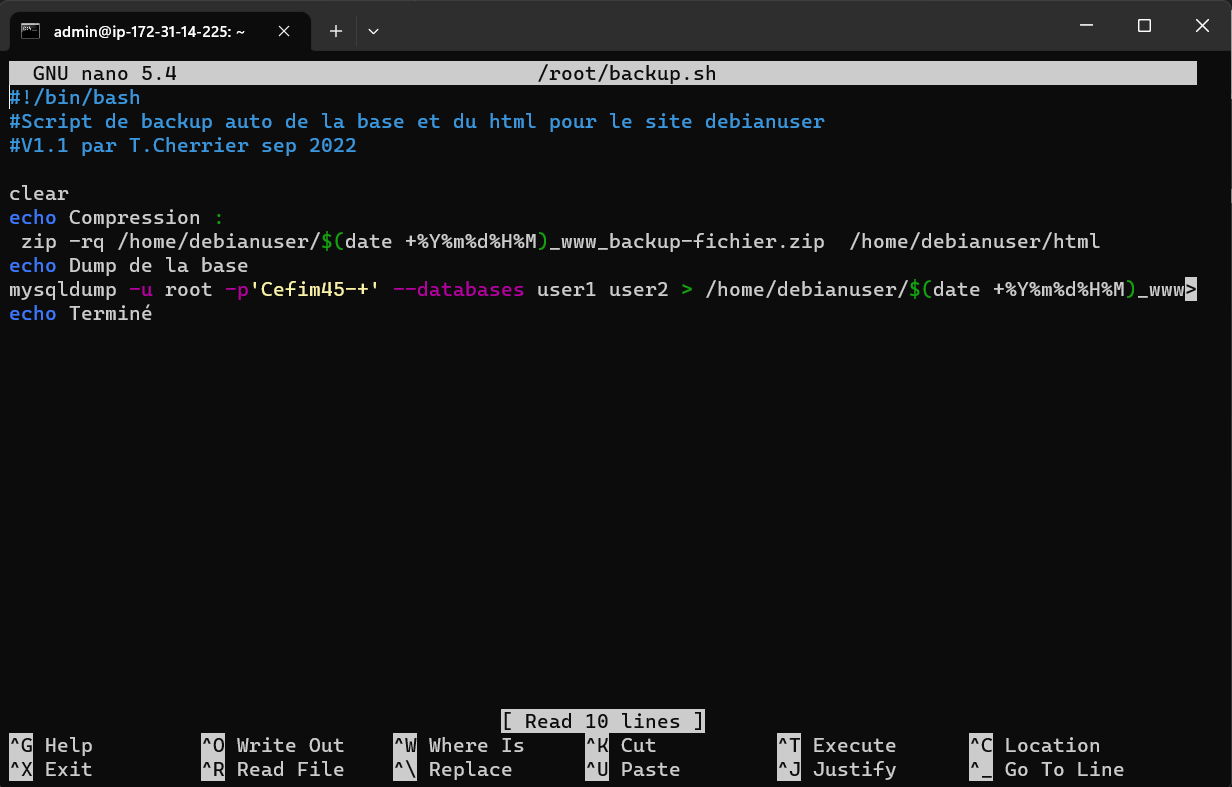 admin@ip-172-31-14-225: ~
GNU nano 5.4 /root/backup.sh
#!/bin/bash
#Script de backup auto de la base et du html pour le site debianuser
#V1.1 par T.Cherrier sep 2022
clear
echo Compression :
zip -rq /home/debianuser/$(date +%Y%m%d%H%M)_www_backup-fichier.zip  /home/debianuser/html
echo Dump de la base
mysqldump -u root -p'Cefim45-+' --databases user1 user2 > /home/debianuser/$(date +%Y%m%d%H%M)_www>
echo Terminé
[ Read 10 lines ]
^G Help ^O Write Out ^W Where Is ^K Cut ^T Execute ^C Location
^X Exit ^R Read File ^\ Replace ^U Paste ^J Justify ^_ Go To Line